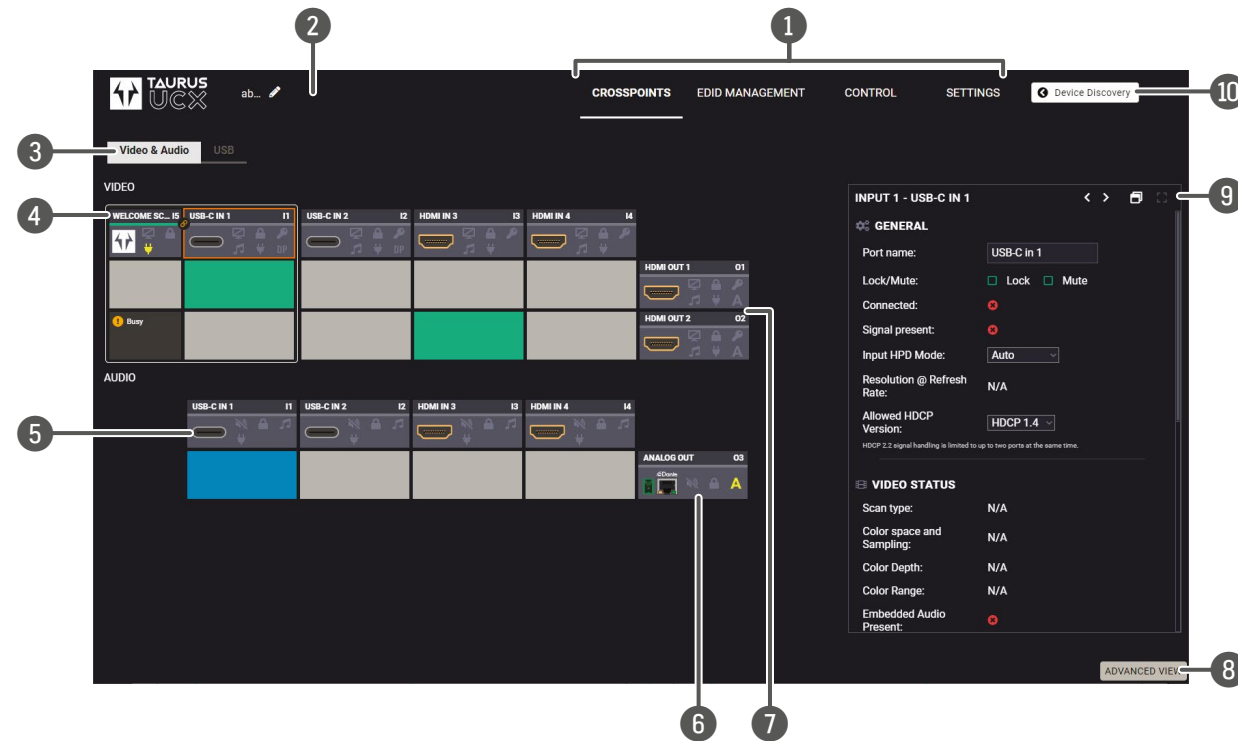 2
1
TAURUS
UCX
ab...
CROSSPOINTS
EDID MANAGEMENT
CONTROL
SETTINGS
Device Discovery
10
3
Video & Audio
USB
VIDEO
4
WELCOME SC... I5
USB-C IN 1 I1
USB-C IN 2 I2
HDMI IN 3 I3
HDMI IN 4 I4
DP
DP
HDMI OUT 1 O1
A
Busy
HDMI OUT 2 O2
A
7
AUDIO
5
USB-C IN 1 I1
USB-C IN 2 I2
HDMI IN 3 I3
HDMI IN 4 I4
ANALOG OUT O3
Dante
A
6
INPUT 1 - USB-C IN 1
9
GENERAL
Port name: USB-C in 1
Lock/Mute: Lock Mute
Connected:
Signal present:
Input HPD Mode: Auto
Resolution @ Refresh
Rate: N/A
Allowed HDCP
Version: HDCP 1.4
HDCP 2.2 signal handling is limited to up to two ports at the same time.
VIDEO STATUS
Scan type: N/A
Color space and
Sampling: N/A
Color Depth: N/A
Color Range: N/A
Embedded Audio
Present:
ADVANCED VIEW
8